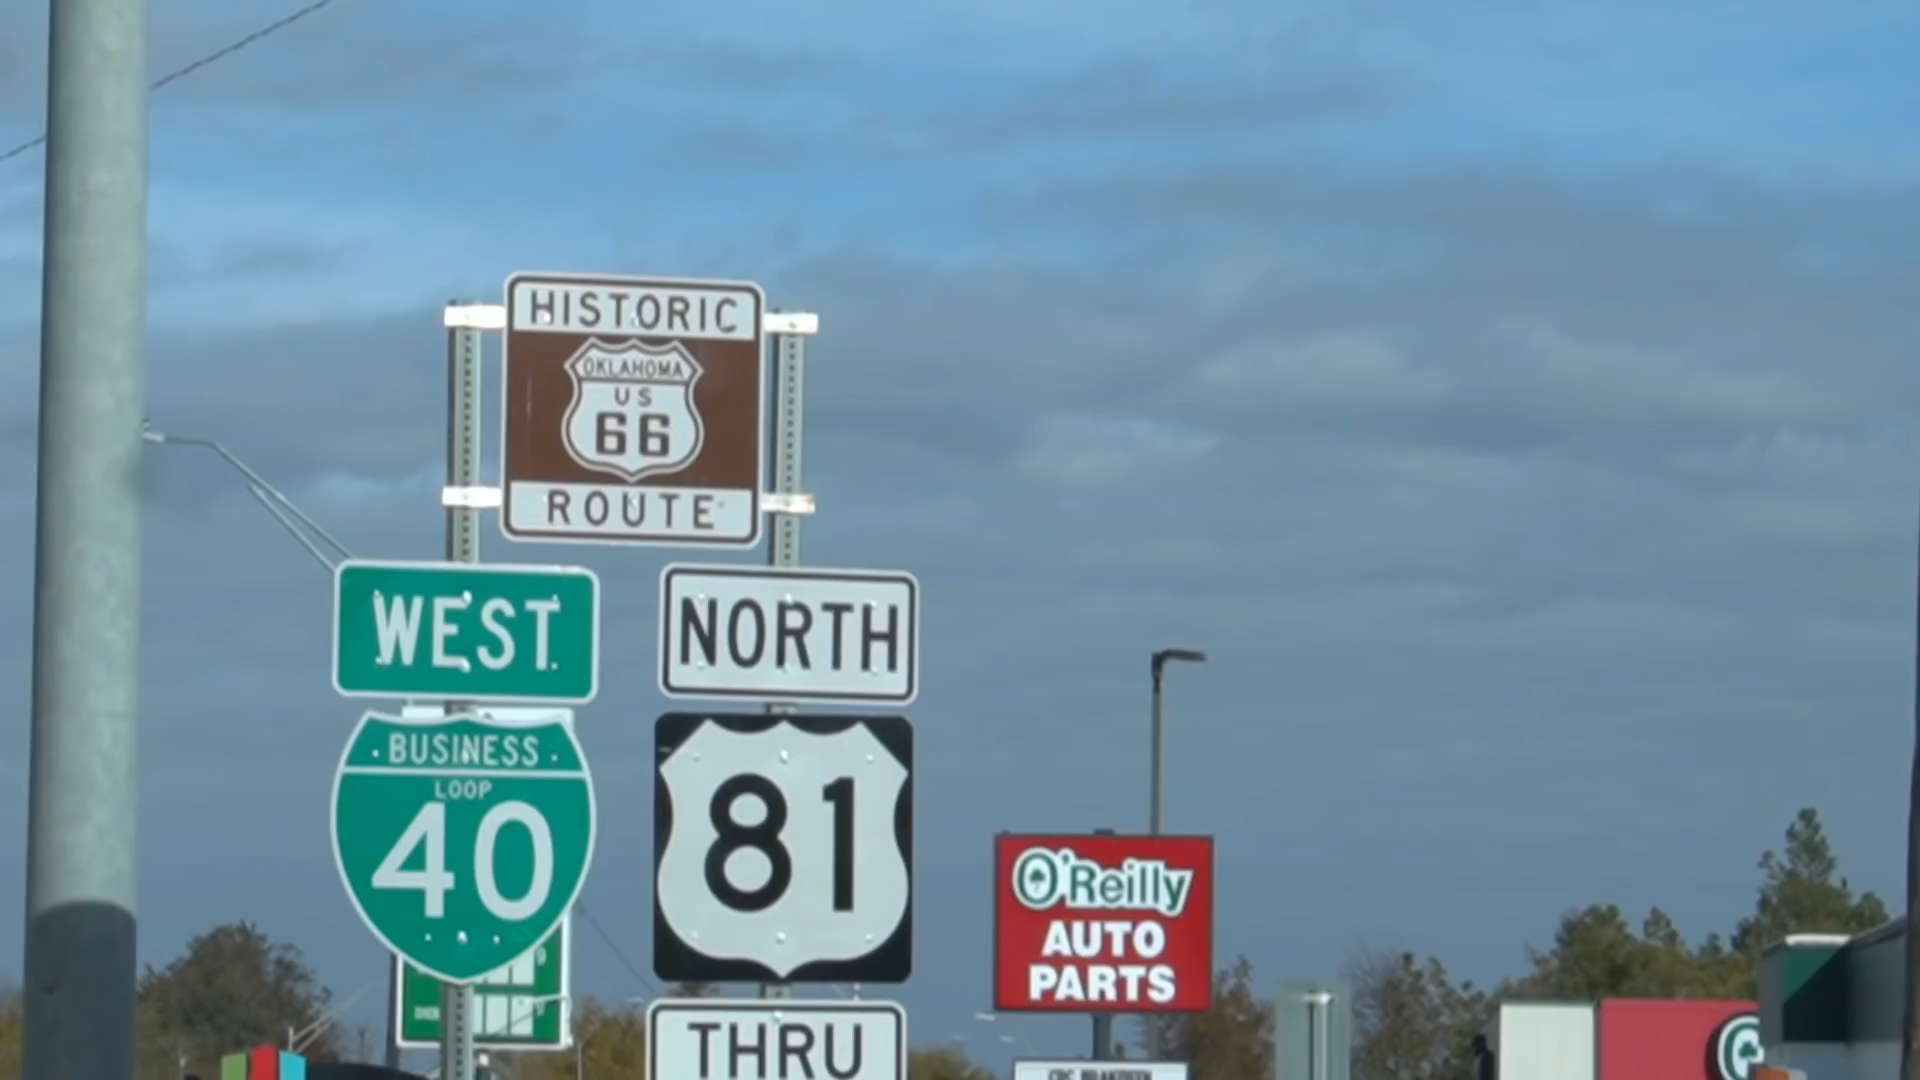 HISTORIC
OKLAHOMA
US
66
ROUTE
WEST
BUSINESS
LOOP
40
NORTH
81
THRU
O'Reilly
AUTO
PARTS